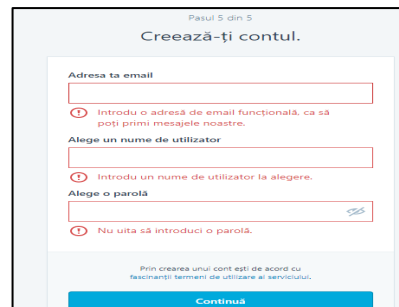 Pasul 5 din 5
Creează-ți contul.
Adresa ta email
Introdu o adresă de email funcțională, ca să
poți primi mesajele noastre.
Alege un nume de utilizator
Introdu un nume de utilizator la alegere.
Alege o parolă
Nu uita să introduci o parolă.
Prin crearea unui cont ești de acord cu
fascinanții termeni de utilizare ai serviciului.
Continuă